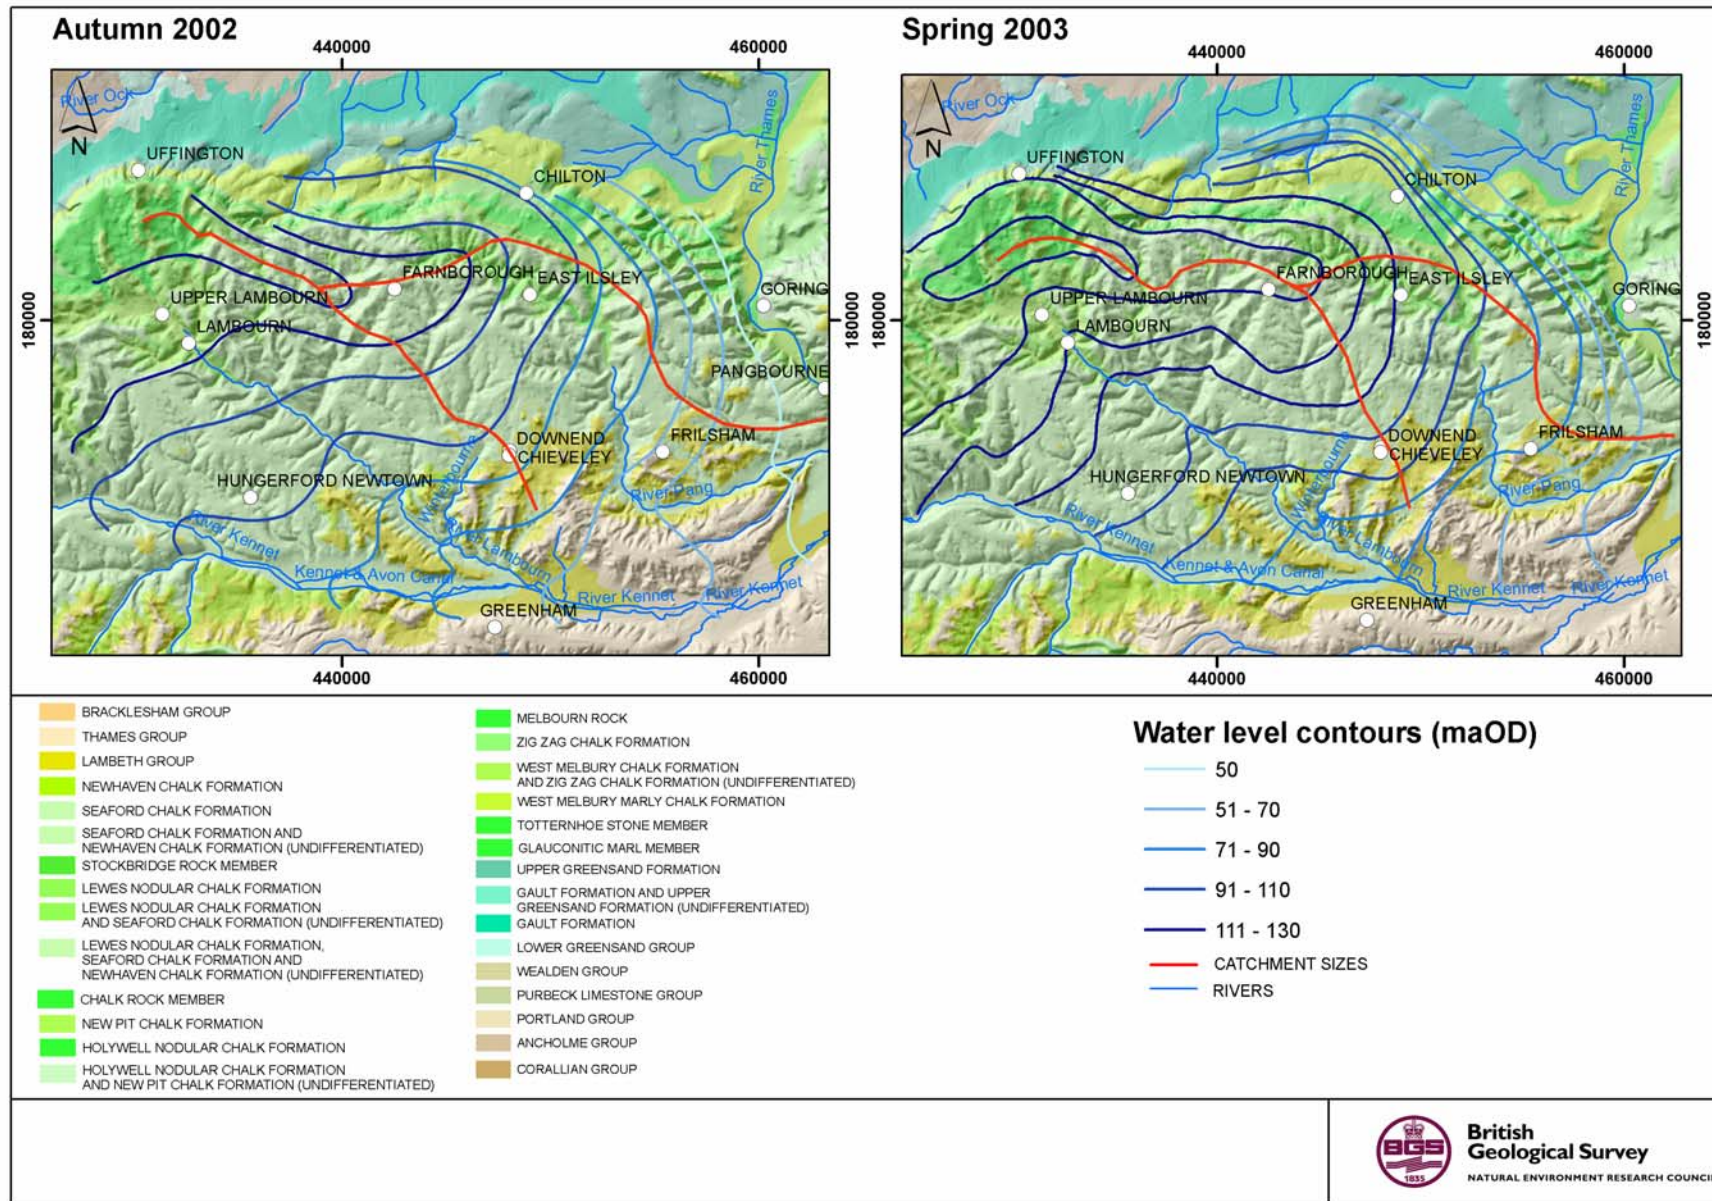 Autumn 2002
440000
460000
180000
180000
River Ock
N
UFFINGTON
CHILTON
River Thames
FARNBOROUGH
EAST ILSLEY
GORING
UPPER LAMBOURN
LAMBOURN
PANGBOURNE
DOWNEND
CHIEVELEY
FRILSHAM
HUNGERFORD NEWTOWN
Winterbourne
River Pang
River Kennet
River Lambourn
Kennet & Avon Canal
River Kennet
River Kennet
GREENHAM
440000
460000
Spring 2003
440000
460000
180000
180000
River Ock
N
UFFINGTON
CHILTON
River Thames
FARNBOROUGH
EAST ILSLEY
GORING
UPPER LAMBOURN
LAMBOURN
DOWNEND
CHIEVELEY
FRILSHAM
HUNGERFORD NEWTOWN
Winterbourne
River Pang
River Kennet
River Lambourn
Kennet & Avon Canal
River Kennet
River Kennet
GREENHAM
440000
460000
BRACKLESHAM GROUP
THAMES GROUP
LAMBETH GROUP
NEWHAVEN CHALK FORMATION
SEAFORD CHALK FORMATION
SEAFORD CHALK FORMATION AND
NEWHAVEN CHALK FORMATION (UNDIFFERENTIATED)
STOCKBRIDGE ROCK MEMBER
LEWES NODULAR CHALK FORMATION
LEWES NODULAR CHALK FORMATION
AND SEAFORD CHALK FORMATION (UNDIFFERENTIATED)
LEWES NODULAR CHALK FORMATION,
SEAFORD CHALK FORMATION AND
NEWHAVEN CHALK FORMATION (UNDIFFERENTIATED)
CHALK ROCK MEMBER
NEW PIT CHALK FORMATION
HOLYWELL NODULAR CHALK FORMATION
HOLYWELL NODULAR CHALK FORMATION
AND NEW PIT CHALK FORMATION (UNDIFFERENTIATED)
MELBOURN ROCK
ZIG ZAG CHALK FORMATION
WEST MELBURY CHALK FORMATION
AND ZIG ZAG CHALK FORMATION (UNDIFFERENTIATED)
WEST MELBURY MARLY CHALK FORMATION
TOTTERNHOE STONE MEMBER
GLAUCONITIC MARL MEMBER
UPPER GREENSAND FORMATION
GAULT FORMATION AND UPPER
GREENSAND FORMATION (UNDIFFERENTIATED)
GAULT FORMATION
LOWER GREENSAND GROUP
WEALDEN GROUP
PURBECK LIMESTONE GROUP
PORTLAND GROUP
ANCHOLME GROUP
CORALLIAN GROUP
Water level contours (maOD)
50
51 - 70
71 - 90
91 - 110
111 - 130
CATCHMENT SIZES
RIVERS
BGS
1835
British
Geological Survey
NATURAL ENVIRONMENT RESEARCH COUNCI